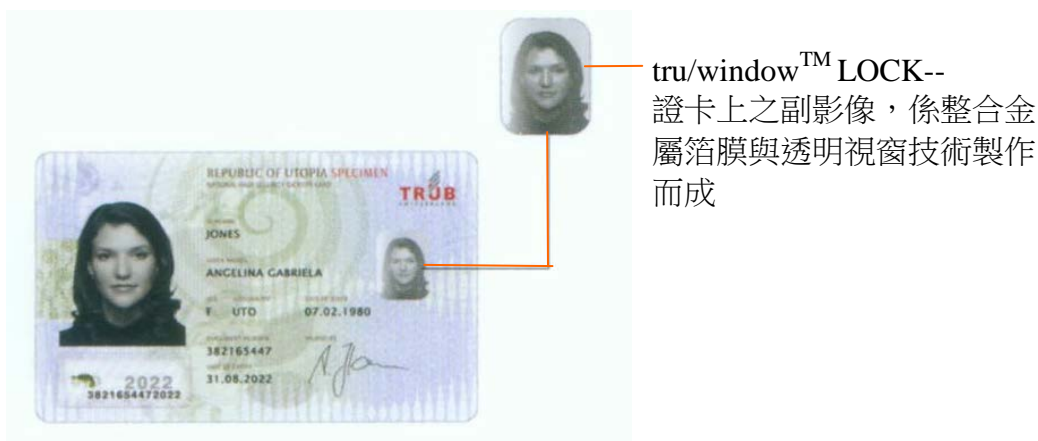 tru/window™ LOCK--
證卡上之副影像，係整合金
屬箔膜與透明視窗技術製作
而成
REPUBLIC OF UTOPIA SPECIMEN
TRÜB
SWITZERLAND
JONES
ANGELINA GABRIELA
F UTO 07.02.1980
382165447
31.08.2022
2022
3821654472022